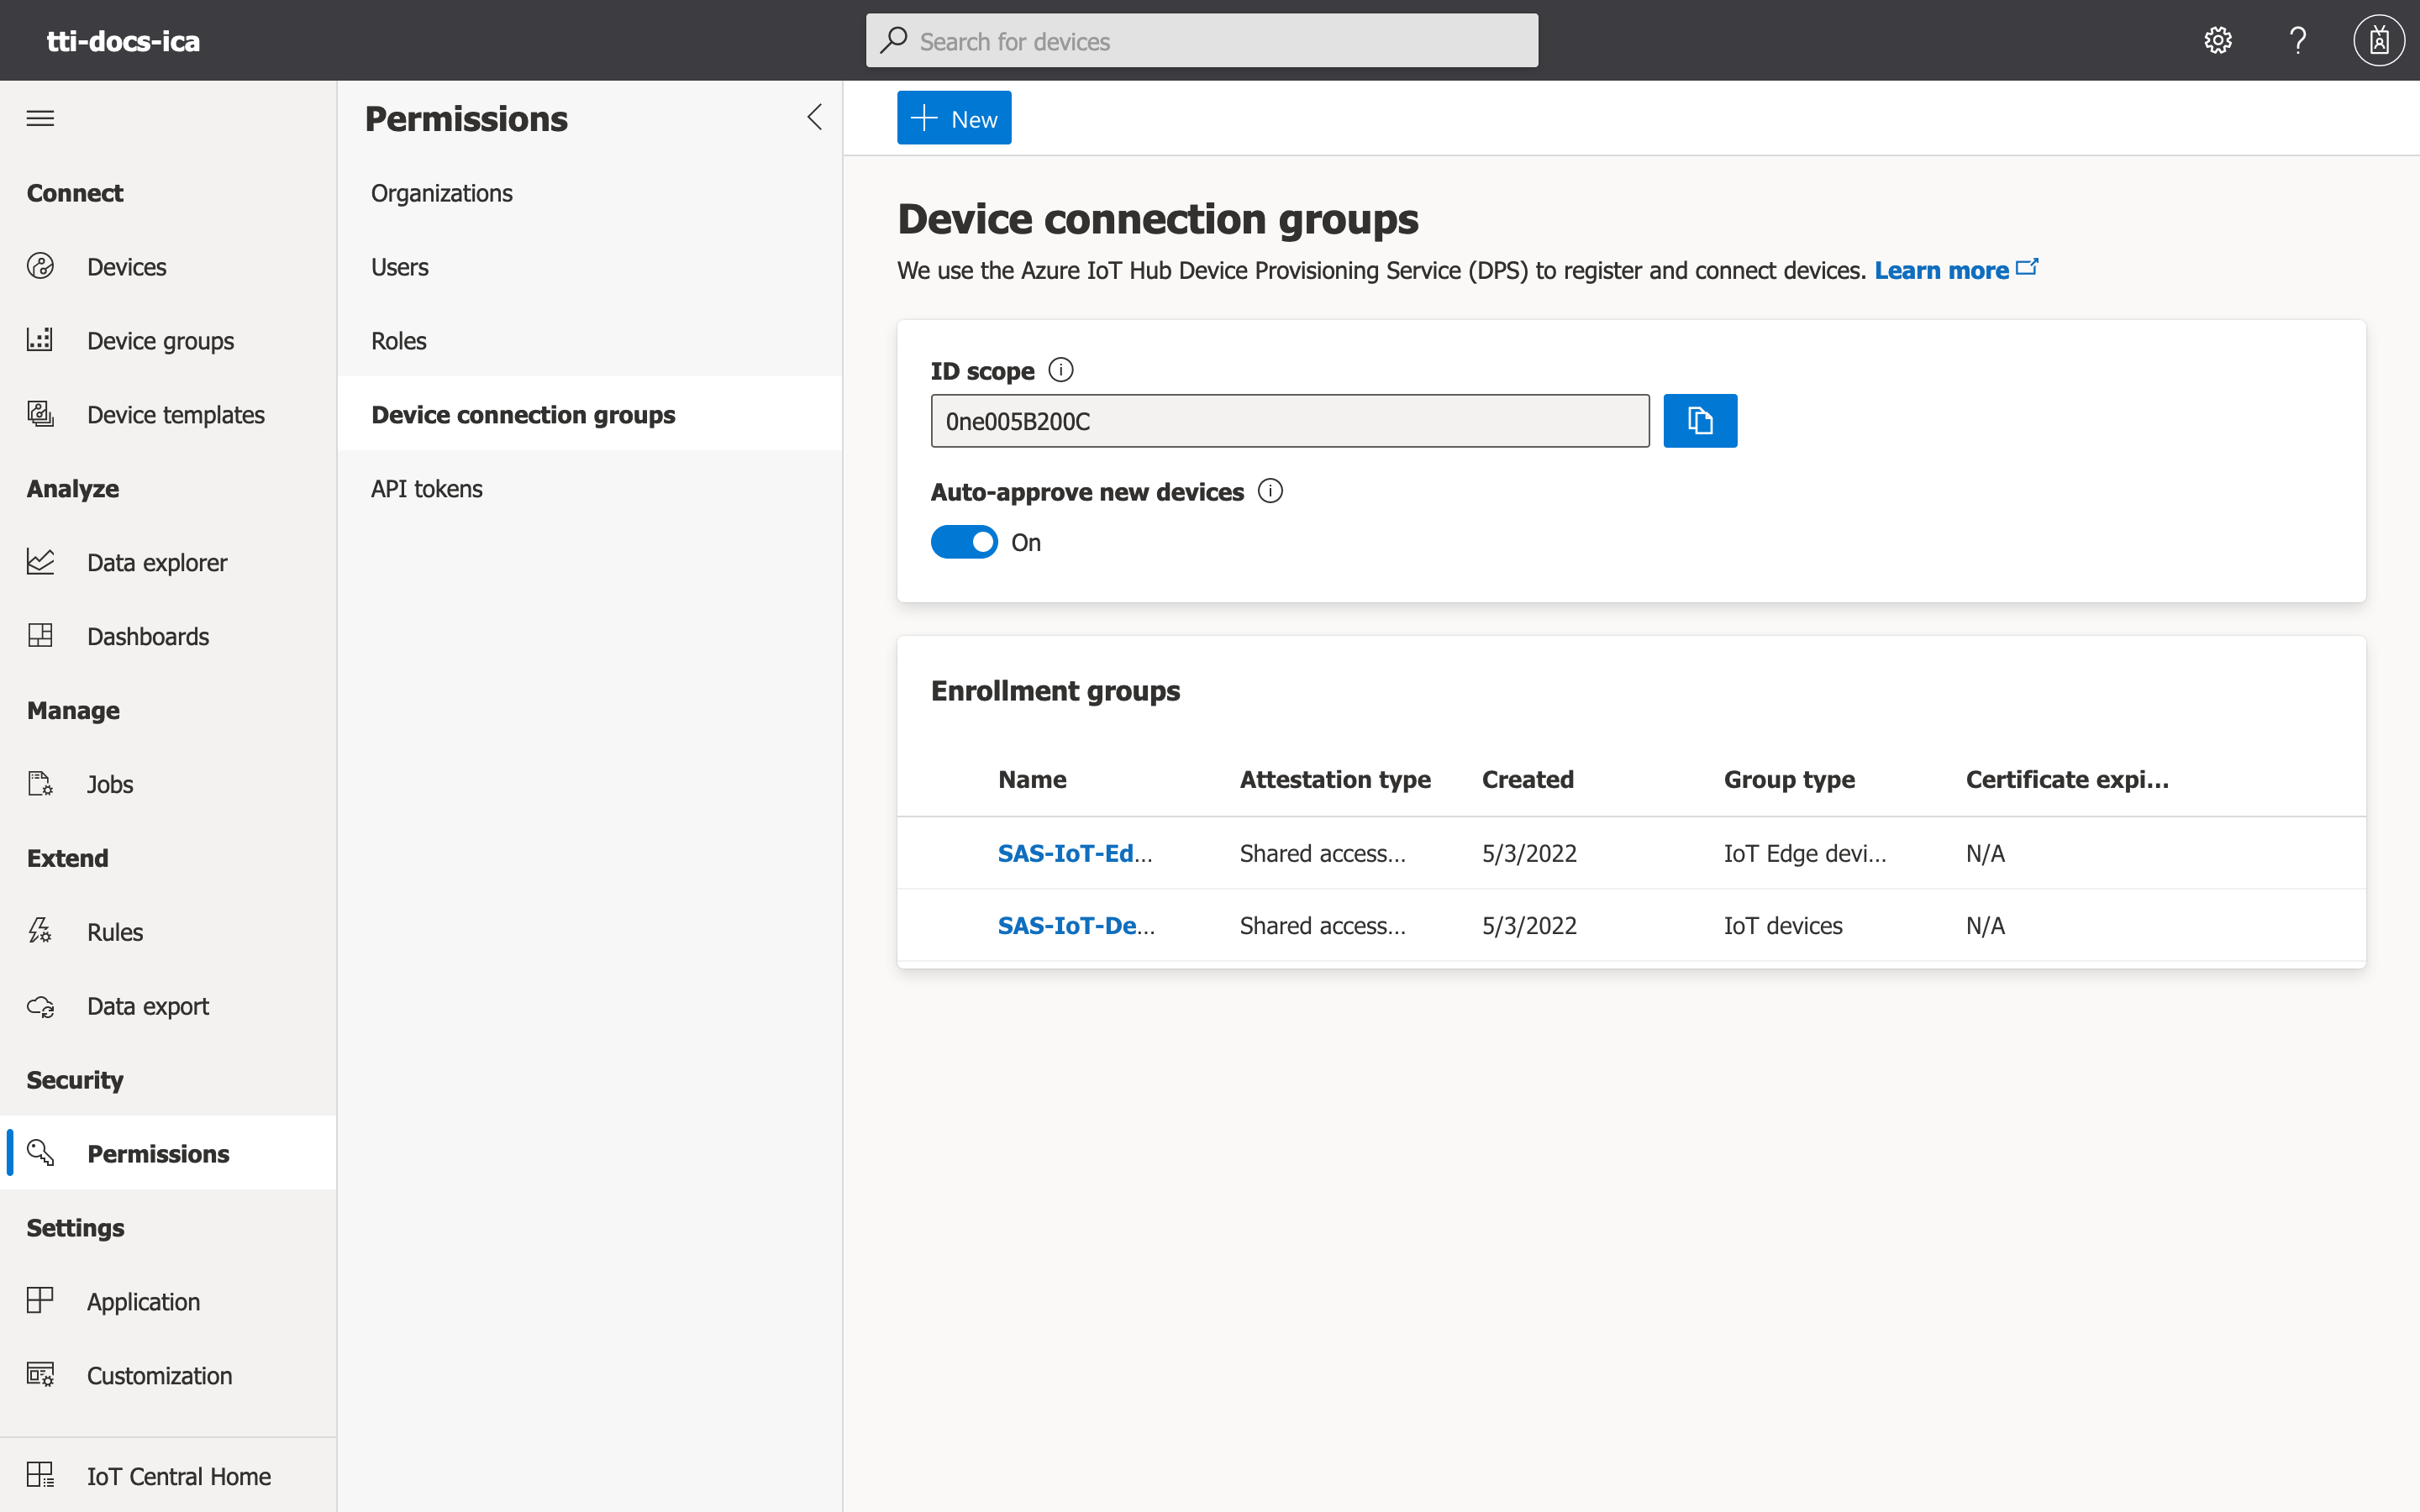 tti-docs-ica
Search for devices
Connect
Devices
Device groups
Device templates
Analyze
Data explorer
Dashboards
Manage
Jobs
Extend
Rules
Data export
Security
Permissions
Settings
Application
Customization
IoT Central Home
Permissions
Organizations
Users
Roles
Device connection groups
API tokens
New
Device connection groups
We use the Azure IoT Hub Device Provisioning Service (DPS) to register and connect devices. Learn more
ID scope
0ne005B200C
Auto-approve new devices
On
Enrollment groups
Name Attestation type Created Group type Certificate expi...
SAS-IoT-Ed... Shared access... 5/3/2022 IoT Edge devi... N/A
SAS-IoT-De... Shared access... 5/3/2022 IoT devices N/A